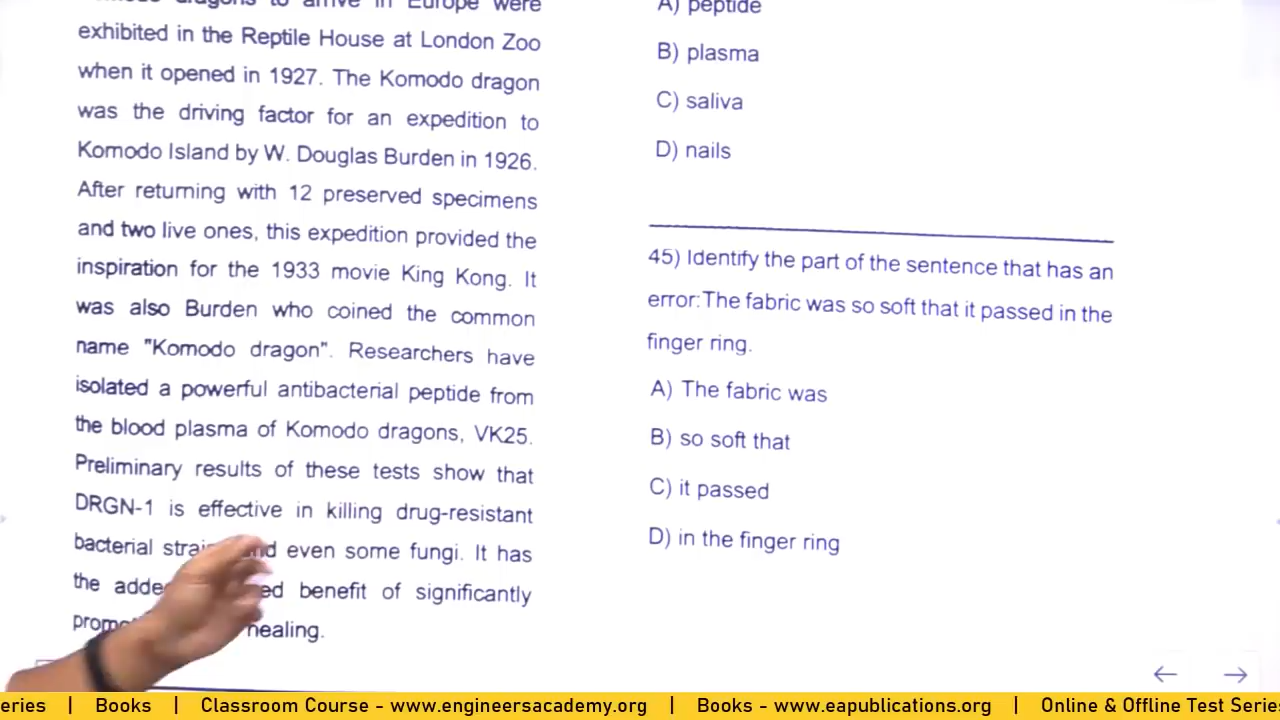 dragons to arrive in Europe were
exhibited in the Reptile House at London Zoo
when it opened in 1927. The Komodo dragon
was the driving factor for an expedition to
Komodo Island by W. Douglas Burden in 1926.
After returning with 12 preserved specimens
and two live ones, this expedition provided the
inspiration for the 1933 movie King Kong. It
was also Burden who coined the common
name "Komodo dragon". Researchers have
isolated a powerful antibacterial peptide from
the blood plasma of Komodo dragons, VK25.
Preliminary results of these tests show that
DRGN-1 is effective in killing drug-resistant
bacterial even some fungi. It has
the benefit of significantly
healing.
A) peptide
B) plasma
C) saliva
D) nails
45) Identify the part of the sentence that has an
error:The fabric was so soft that it passed in the
finger ring.
A) The fabric was
B) so soft that
C) it passed
D) in the finger ring
eries | Books | Classroom Course - www.engineersacademy.org | Books - www.eapublications.org | Online & Offline Test Serie